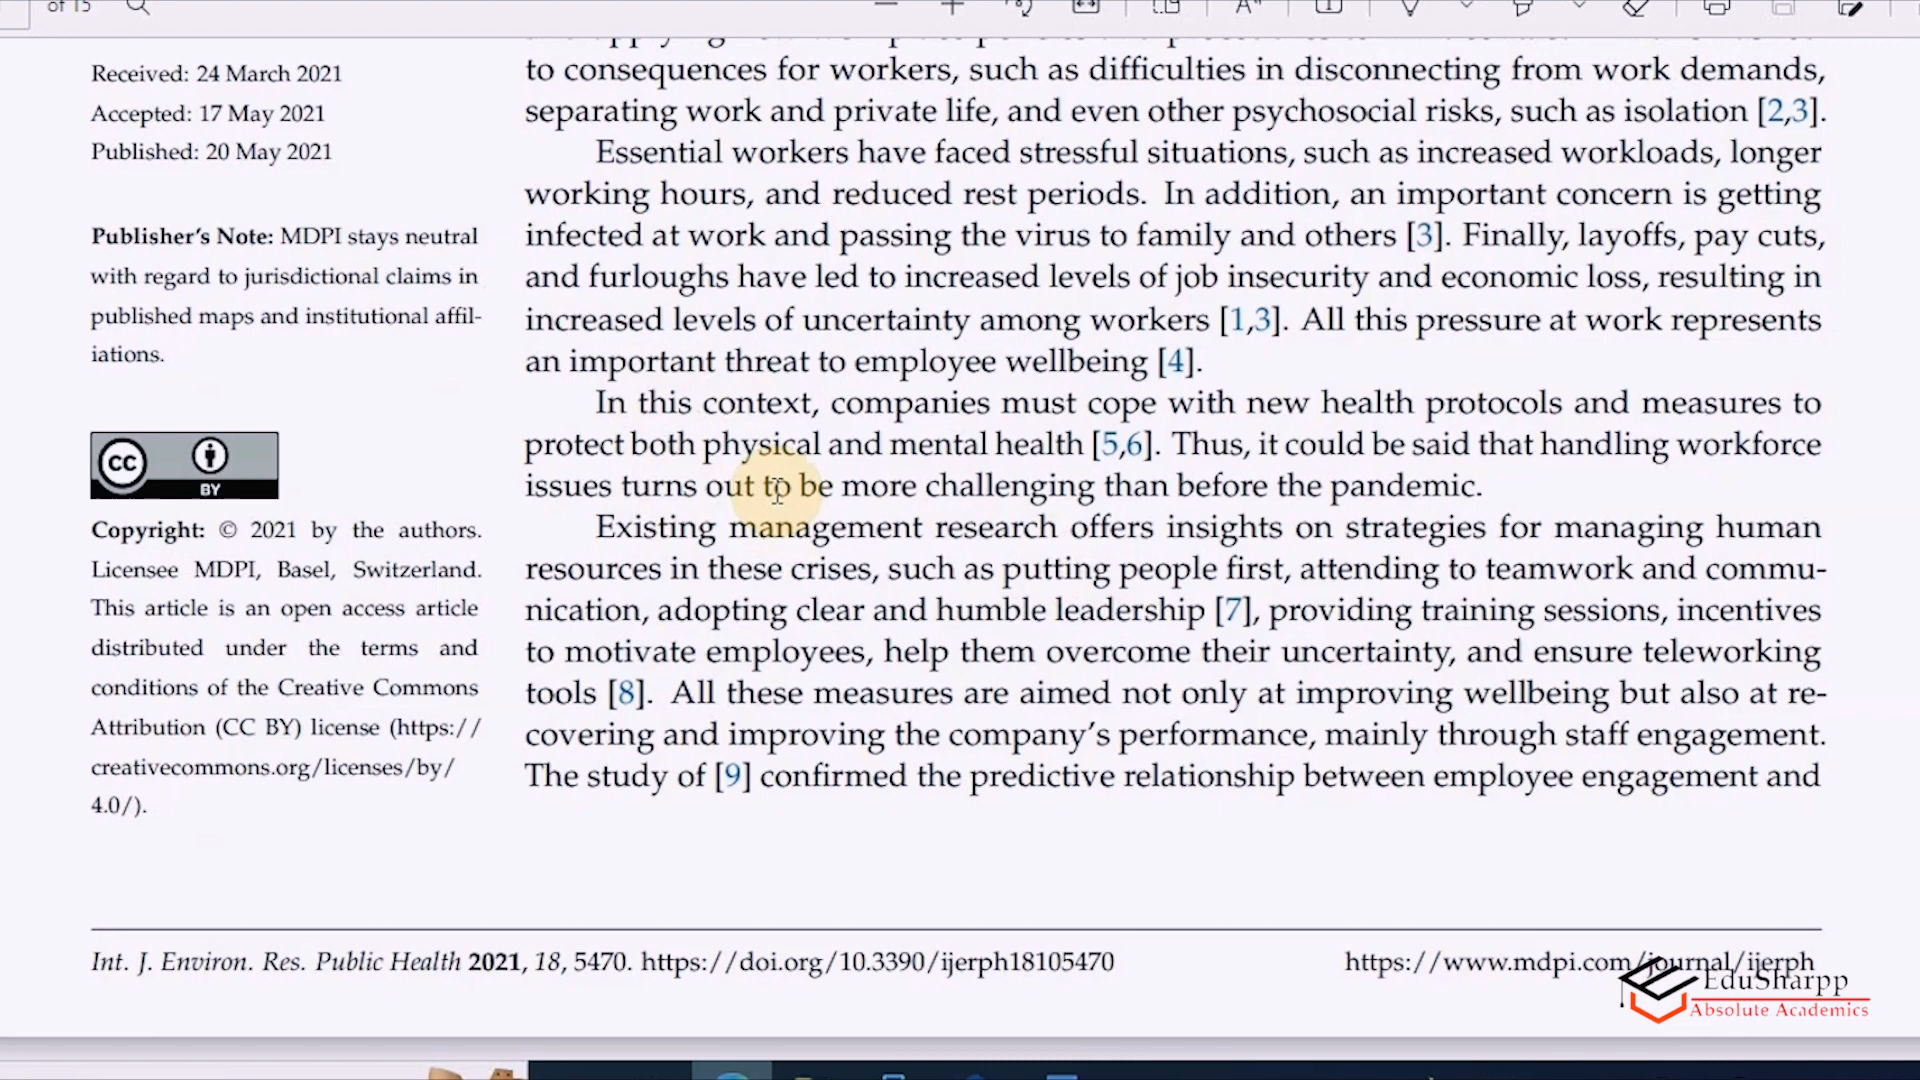 of 15
Received: 24 March 2021
Accepted: 17 May 2021
Published: 20 May 2021
Publisher's Note: MDPI stays neutral
with regard to jurisdictional claims in
published maps and institutional affil-
iations.
CC
BY
Copyright: © 2021 by the authors.
Licensee MDPI, Basel, Switzerland.
This article is an open access article
distributed under the terms and
conditions of the Creative Commons
Attribution (CC BY) license (https://
creativecommons.org/licenses/by/
4.0/).
to consequences for workers, such as difficulties in disconnecting from work demands,
separating work and private life, and even other psychosocial risks, such as isolation [2,3].
Essential workers have faced stressful situations, such as increased workloads, longer
working hours, and reduced rest periods. In addition, an important concern is getting
infected at work and passing the virus to family and others [3]. Finally, layoffs, pay cuts,
and furloughs have led to increased levels of job insecurity and economic loss, resulting in
increased levels of uncertainty among workers [1,3]. All this pressure at work represents
an important threat to employee wellbeing [4].
In this context, companies must cope with new health protocols and measures to
protect both physical and mental health [5,6]. Thus, it could be said that handling workforce
issues turns out to be more challenging than before the pandemic.
Existing management research offers insights on strategies for managing human
resources in these crises, such as putting people first, attending to teamwork and commu-
nication, adopting clear and humble leadership [7], providing training sessions, incentives
to motivate employees, help them overcome their uncertainty, and ensure teleworking
tools [8]. All these measures are aimed not only at improving wellbeing but also at re-
covering and improving the company's performance, mainly through staff engagement.
The study of [9] confirmed the predictive relationship between employee engagement and
Int. J. Environ. Res. Public Health 2021, 18, 5470. https://doi.org/10.3390/ijerph18105470
https://www.mdpi.com/journal/ijerph
EduSharpp
Absolute Academics